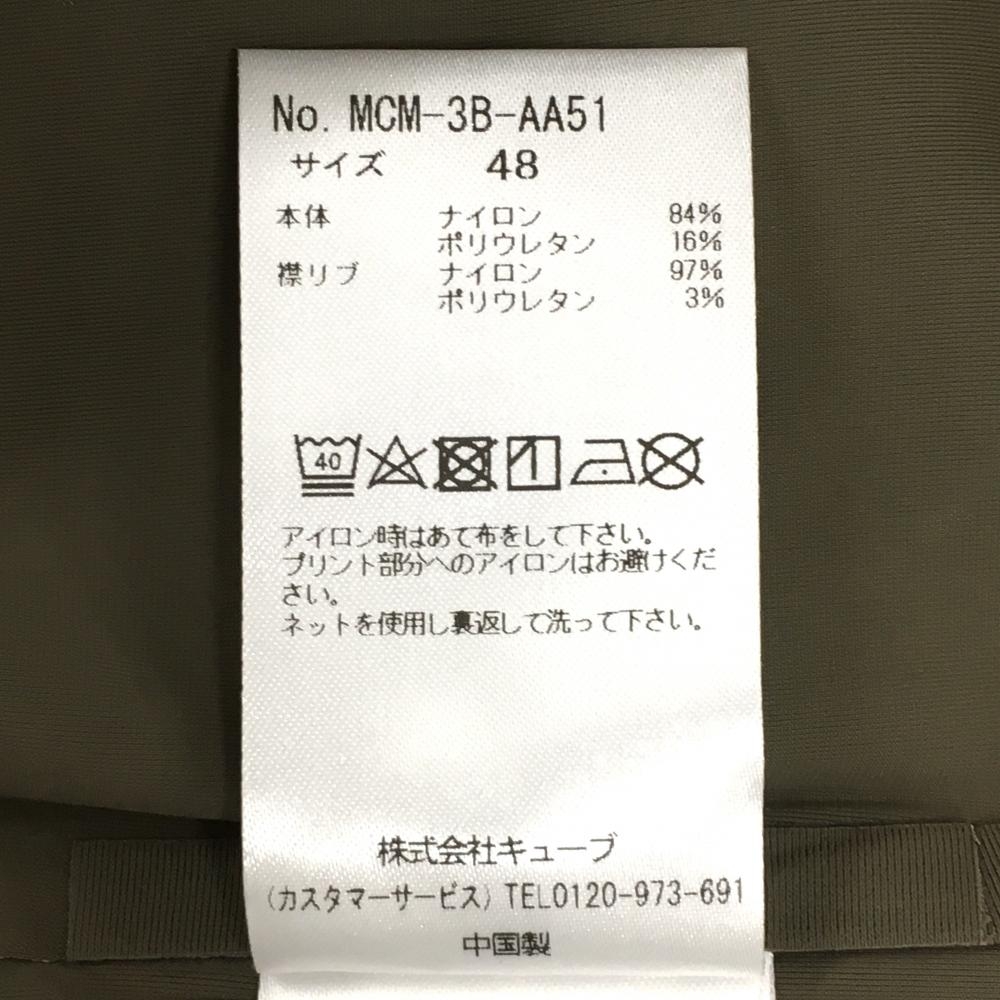 No. MCM-3B-AA51
サイズ 48
本体 ナイロン 84%
ポリウレタン 16%
襟リブ ナイロン 97%
ポリウレタン 3%
40
アイロン時はあて布をして下さい。
プリント部分へのアイロンはお避けくだ
さい。
ネットを使用し裏返して洗って下さい。
株式会社キューブ
(カスタマーサービス) TEL0120-973-691
中国製